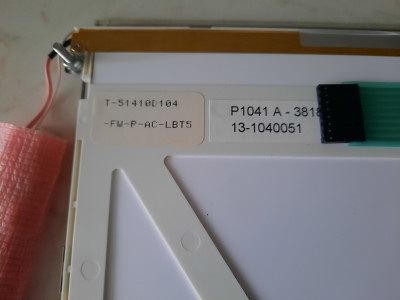 T-51410D104
-FW-P-AC-LBT5
P1041 A - 3818
13-1040051